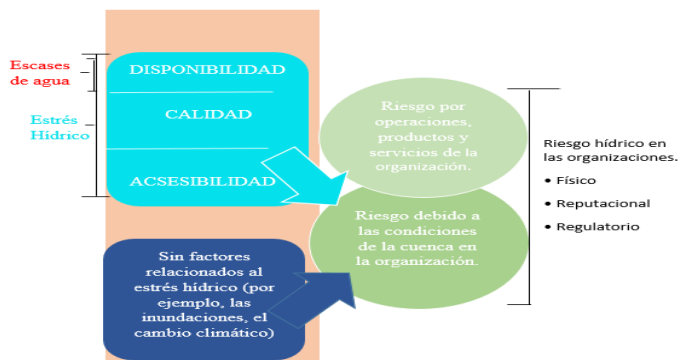 Escases
de agua
Estrés
Hídrico
DISPONIBILIDAD
CALIDAD
ACSESIBILIDAD
Sin factores
relacionados al
estrés hídrico (por
ejemplo, las
inundaciones, el
cambio climático)
Riesgo por
operaciones,
productos y
servicios de la
organización.
Riesgo debido a
las condiciones
de la cuenca en
la organización.
Riesgo hídrico en
las organizaciones.
• Físico
• Reputacional
• Regulatorio